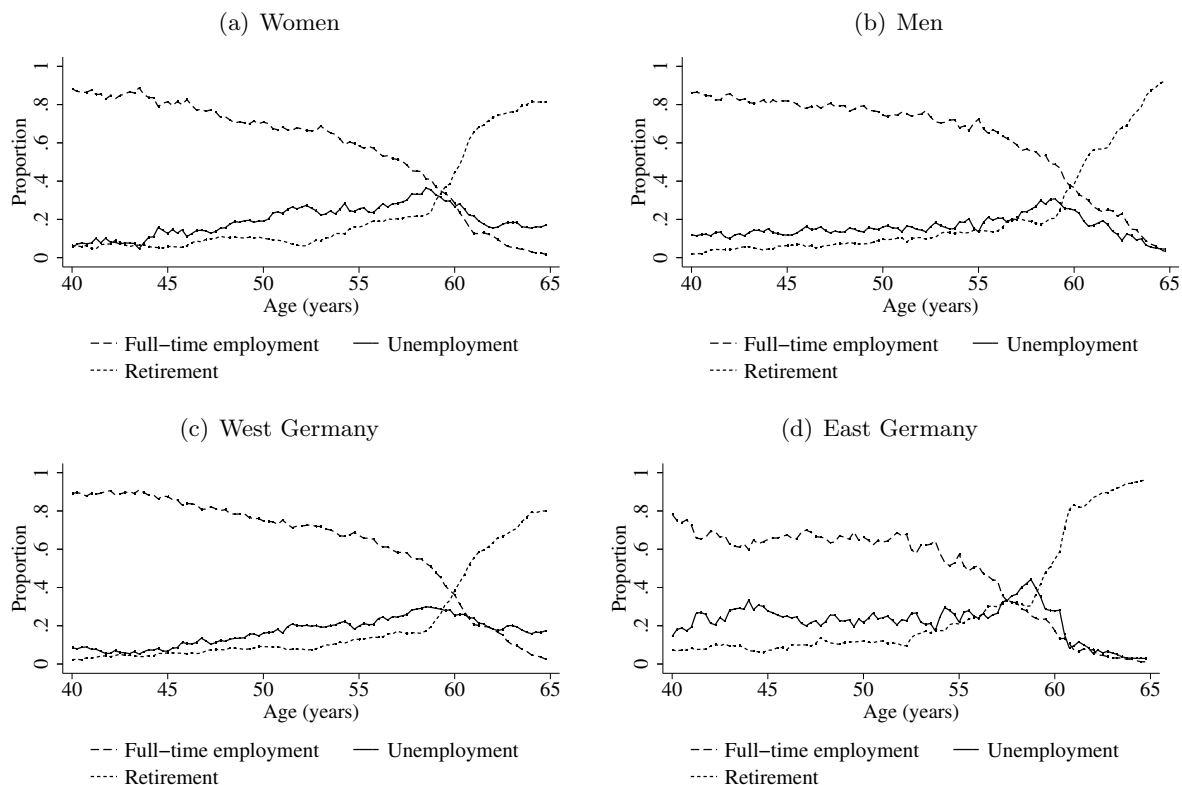 (a) Women
1
.8
.6
.4
.2
0
Proportion
40 45 50 55 60 65
Age (years)
Full−time employment Unemployment
Retirement
(b) Men
1
.8
.6
.4
.2
0
Proportion
40 45 50 55 60 65
Age (years)
Full−time employment Unemployment
Retirement
(c) West Germany
1
.8
.6
.4
.2
0
Proportion
40 45 50 55 60 65
Age (years)
Full−time employment Unemployment
Retirement
(d) East Germany
1
.8
.6
.4
.2
0
Proportion
40 45 50 55 60 65
Age (years)
Full−time employment Unemployment
Retirement